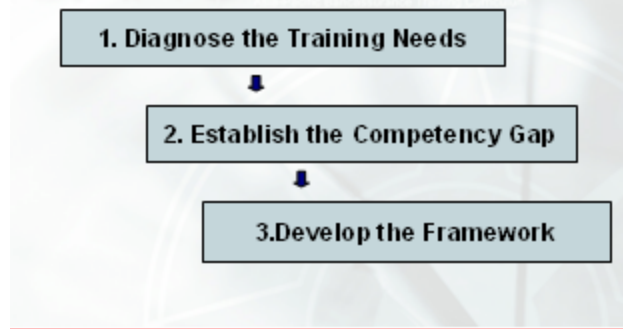 1. Diagnose the Training Needs
2. Establish the Competency Gap
3.Develop the Framework